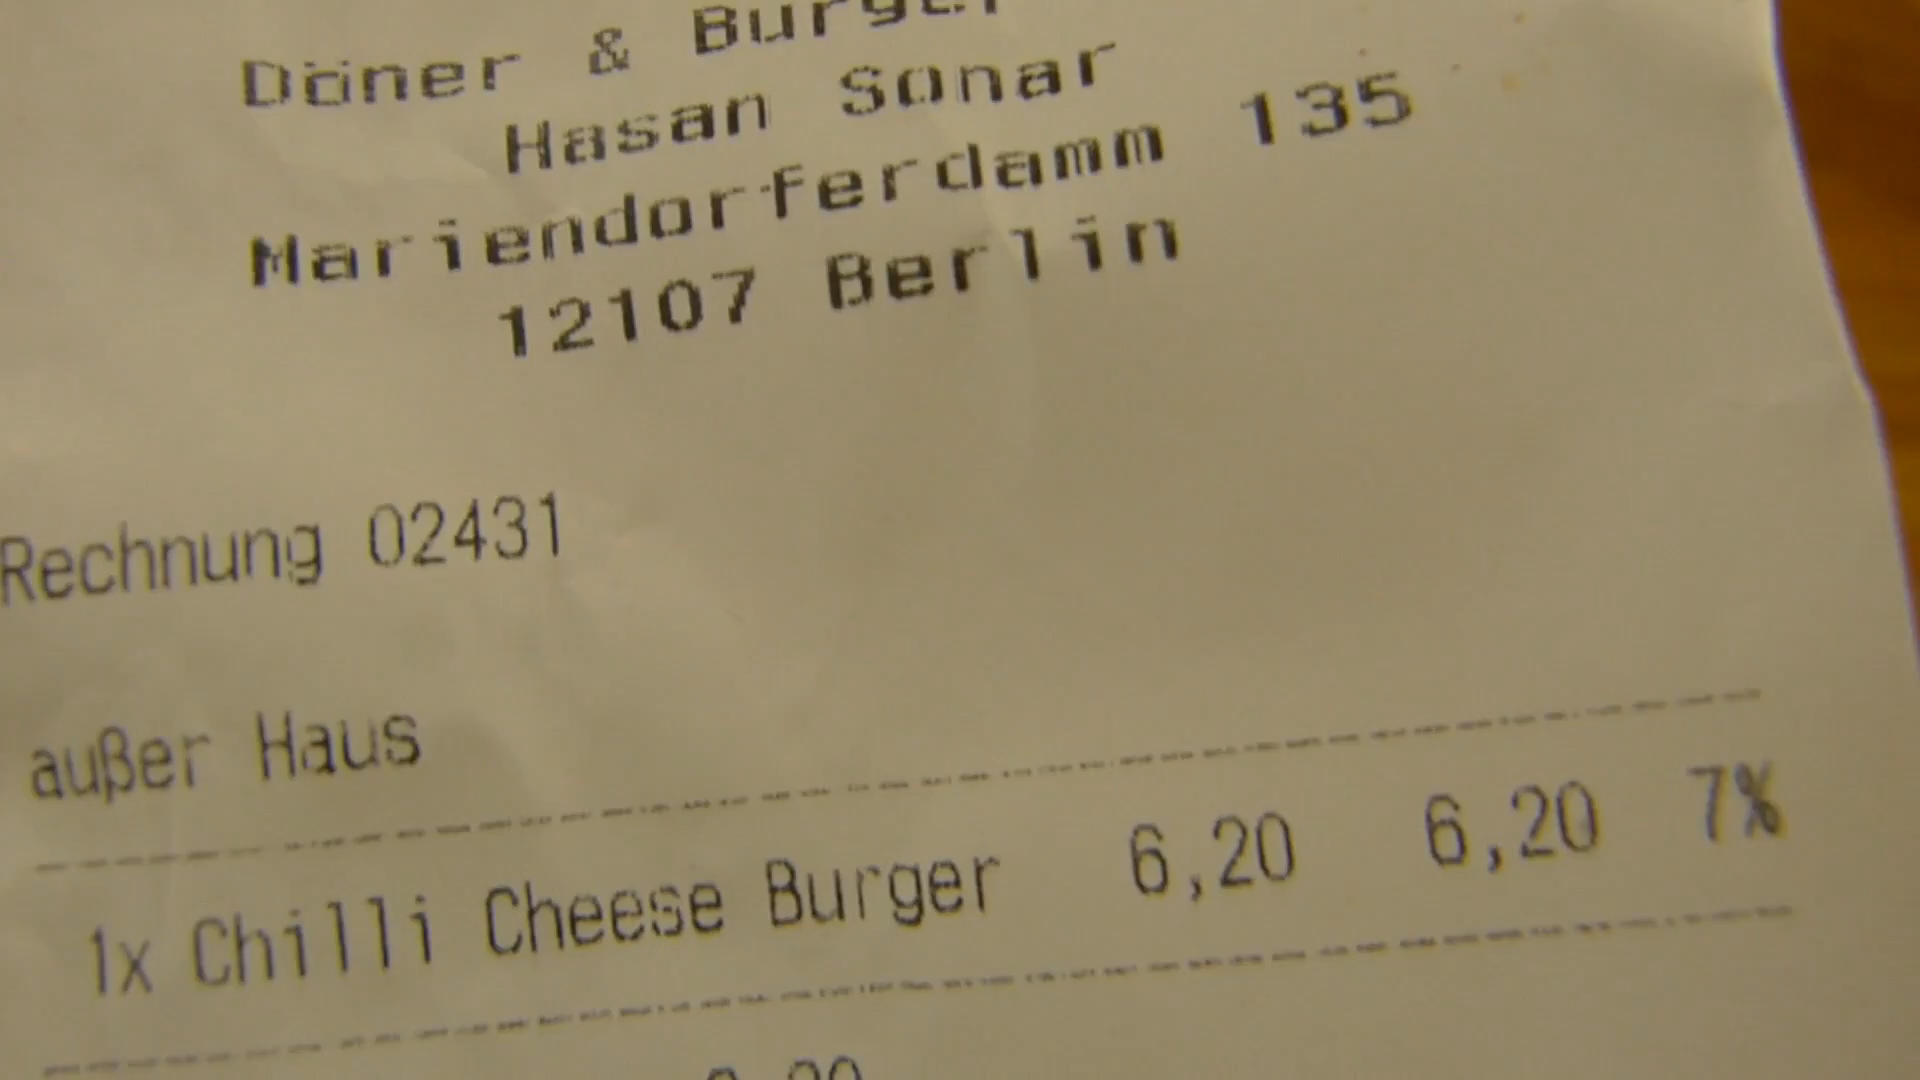 Döner & Burger
Hasan Sonar
Mariendorferdamm 135
12107 Berlin
Rechnung 02431
außer Haus
1x Chilli Cheese Burger 6,20 6,20 7%